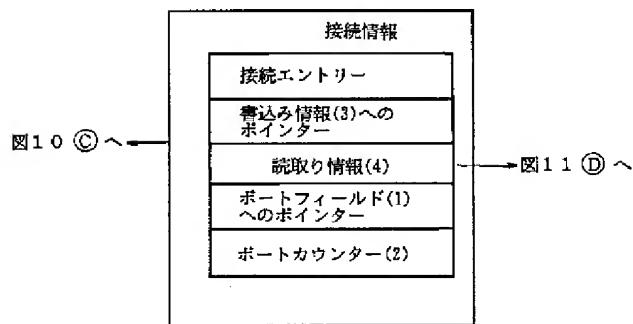 接続情報
接続エントリー
書込み情報(3)への
ポインター
図10 Ⓒ へ
読取り情報(4)
図11 Ⓓ へ
ポートフィールド(1)
へのポインター
ポートカウンター(2)